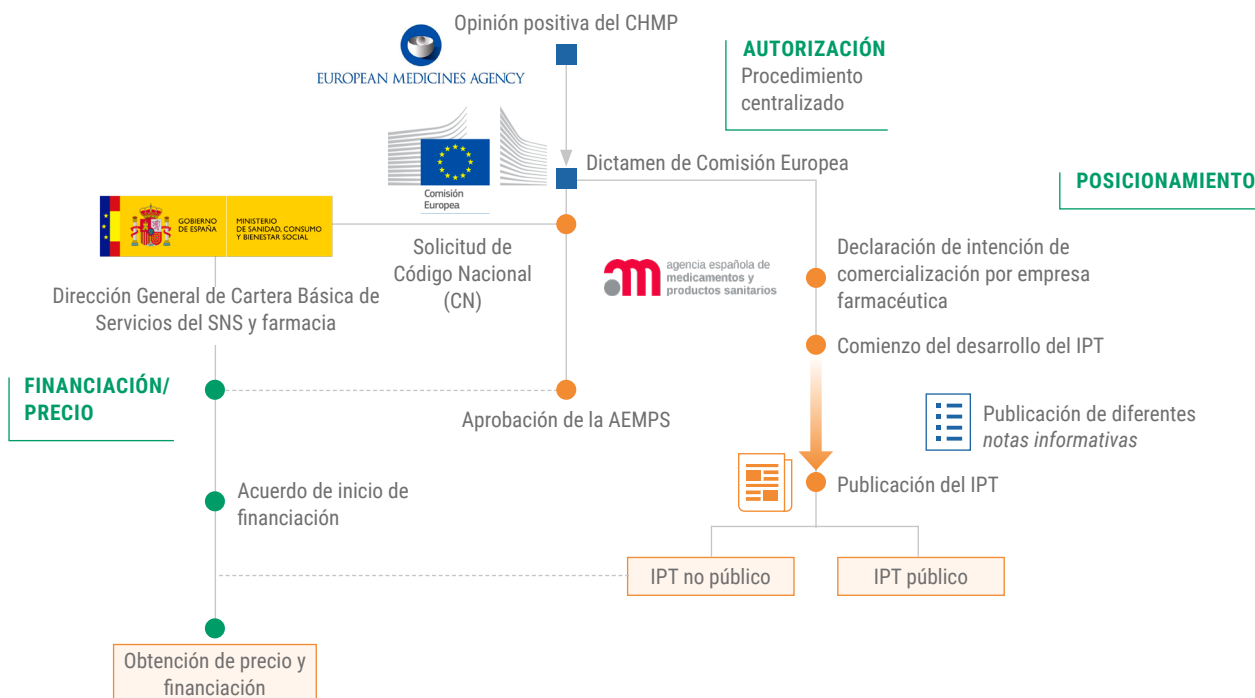 Opinión positiva del CHMP
EUROPEAN MEDICINES AGENCY
AUTORIZACIÓN
Procedimiento
centralizado
Comisión
Europea
Dictamen de Comisión Europea
POSICIONAMIENTO
GOBIERNO
DE ESPAÑA
MINISTERIO
DE SANIDAD, CONSUMO
Y BIENESTAR SOCIAL
Solicitud de
Código Nacional
(CN)
am
agencia española de
medicamentos y
productos sanitarios
Declaración de intención de
comercialización por empresa
farmacéutica
Dirección General de Cartera Básica de
Servicios del SNS y farmacia
Comienzo del desarrollo del IPT
FINANCIACIÓN/
PRECIO
Aprobación de la AEMPS
Publicación de diferentes
notas informativas
Acuerdo de inicio de
financiación
Publicación del IPT
IPT no público
IPT público
Obtención de precio y
financiación